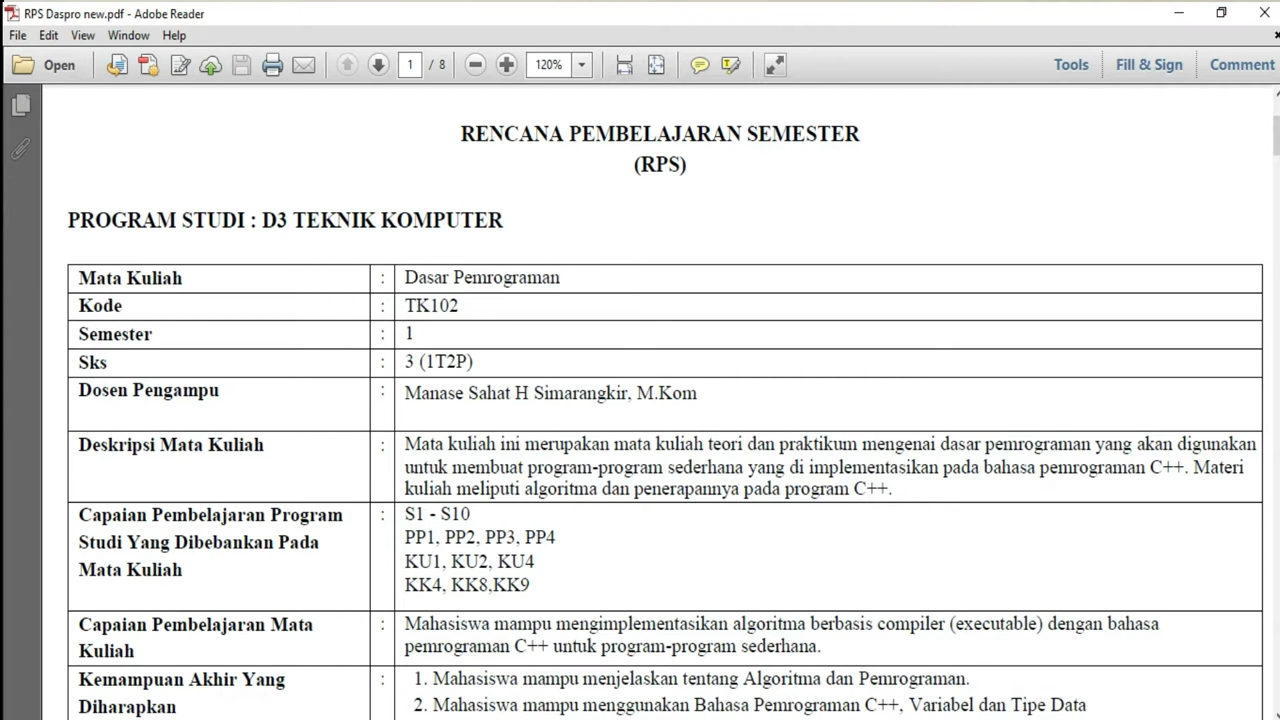 RPS Daspro new.pdf - Adobe Reader
File Edit View Window Help
Open 1 / 8 120% Tools Fill & Sign Comment
RENCANA PEMBELAJARAN SEMESTER
(RPS)
PROGRAM STUDI : D3 TEKNIK KOMPUTER
Mata Kuliah : Dasar Pemrograman
Kode : TK102
Semester : 1
Sks : 3 (1T2P)
Dosen Pengampu : Manase Sahat H Simarangkir, M.Kom
Deskripsi Mata Kuliah : Mata kuliah ini merupakan mata kuliah teori dan praktikum mengenai dasar pemrograman yang akan digunakan
untuk membuat program-program sederhana yang di implementasikan pada bahasa pemrograman C++. Materi
kuliah meliputi algoritma dan penerapannya pada program C++.
Capaian Pembelajaran Program : S1 - S10
Studi Yang Dibebankan Pada PP1, PP2, PP3, PP4
Mata Kuliah KU1, KU2, KU4
KK4, KK8,KK9
Capaian Pembelajaran Mata : Mahasiswa mampu mengimplementasikan algoritma berbasis compiler (executable) dengan bahasa
Kuliah pemrograman C++ untuk program-program sederhana.
Kemampuan Akhir Yang : 1. Mahasiswa mampu menjelaskan tentang Algoritma dan Pemrograman.
Diharapkan 2. Mahasiswa mampu menggunakan Bahasa Pemrograman C++, Variabel dan Tipe Data